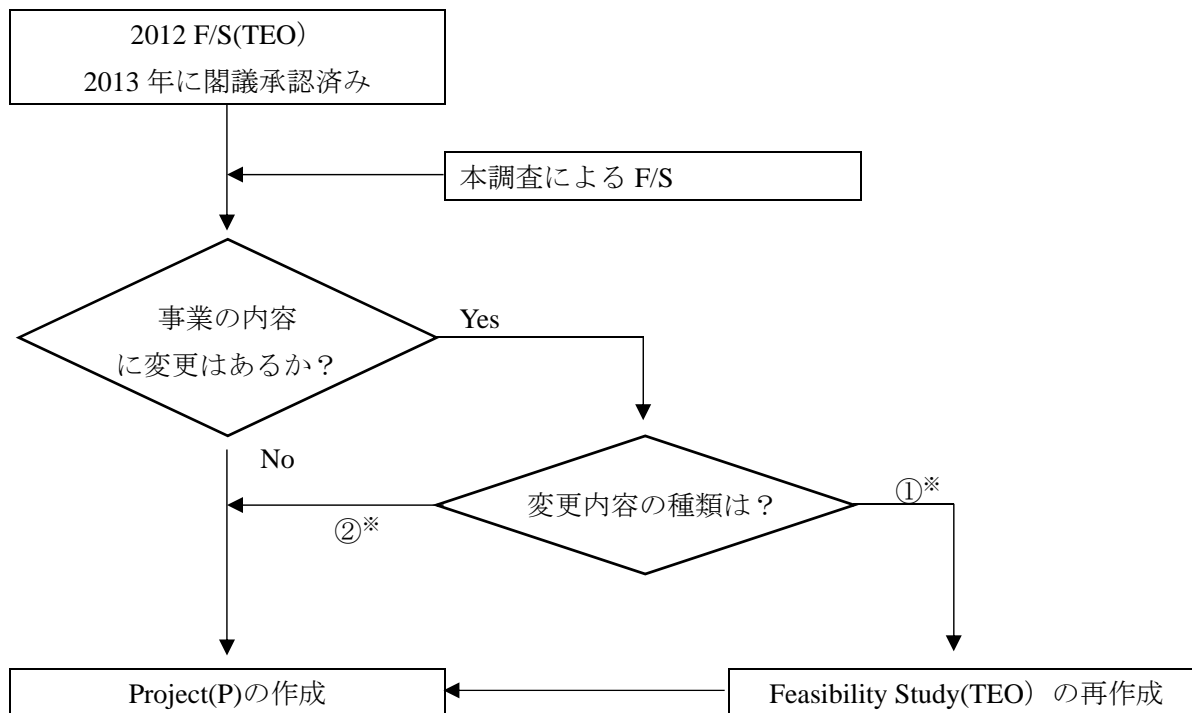 2012 F/S(TEO)
2013 年に閣議承認済み
本調査による F/S
事業の内容
に変更はあるか？
Yes
No
変更内容の種類は？
①※
②※
Project(P)の作成
Feasibility Study(TEO）の再作成